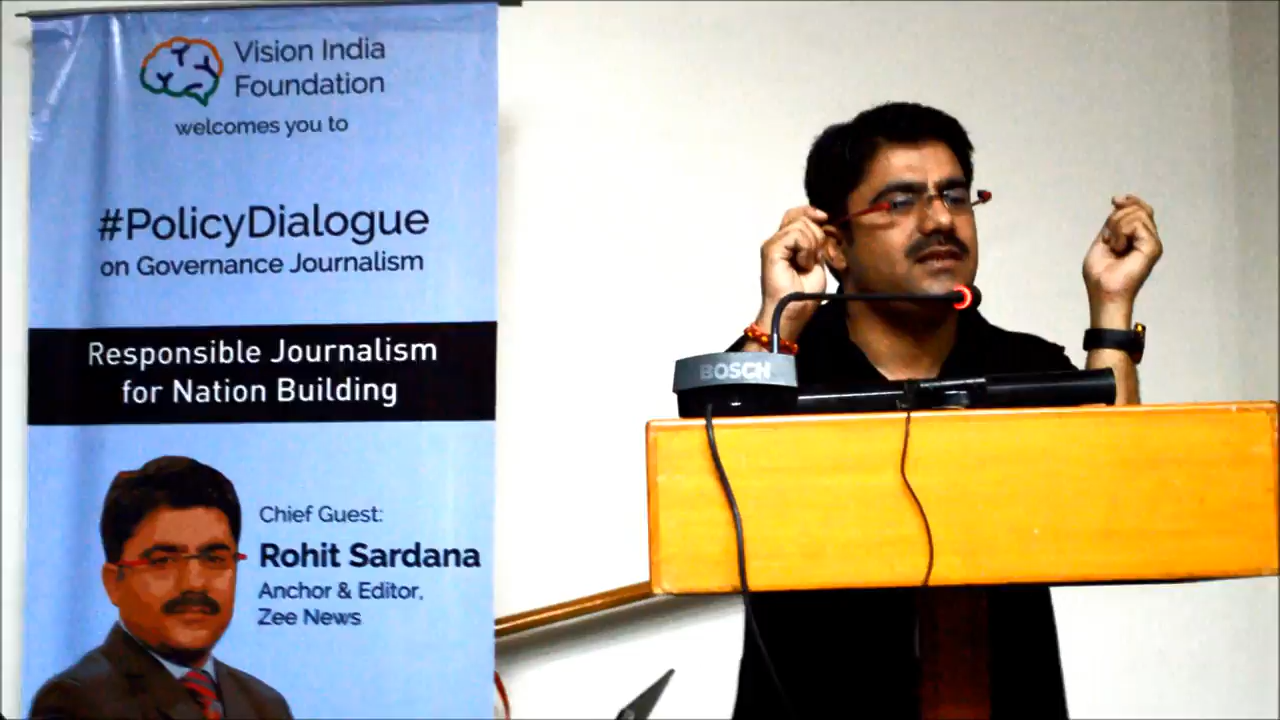 Vision India
Foundation
welcomes you to
#PolicyDialogue
on Governance Journalism
Responsible Journalism
for Nation Building
Chief Guest:
Rohit Sardana
Anchor & Editor,
Zee News
BOSCH